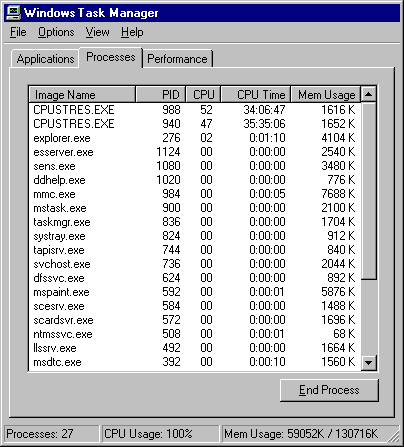 Windows Task Manager
File Options View Help
Applications Processes Performance
Image Name PID CPU CPU Time Mem Usage
CPUSTRES.EXE 988 52 34:06:47 1616 K
CPUSTRES.EXE 940 47 35:35:06 1652 K
explorer.exe 276 02 0:01:10 4104 K
esserver.exe 1124 00 0:00:00 2540 K
sens.exe 1080 00 0:00:00 3480 K
ddhelp.exe 1020 00 0:00:00 776 K
mmc.exe 984 00 0:00:05 7688 K
mstask.exe 900 00 0:00:00 2100 K
taskmgr.exe 836 00 0:00:00 1704 K
systray.exe 824 00 0:00:00 912 K
tapisrv.exe 744 00 0:00:00 840 K
svchost.exe 736 00 0:00:00 2044 K
dfssvc.exe 624 00 0:00:00 892 K
mspaint.exe 592 00 0:00:01 5876 K
scesrv.exe 584 00 0:00:00 1488 K
scardsvr.exe 572 00 0:00:00 1696 K
ntmssvc.exe 508 00 0:00:01 68 K
llssrv.exe 492 00 0:00:00 1664 K
msdtc.exe 392 00 0:00:10 1560 K
End Process
Processes: 27 CPU Usage: 100% Mem Usage: 59052K / 130716K